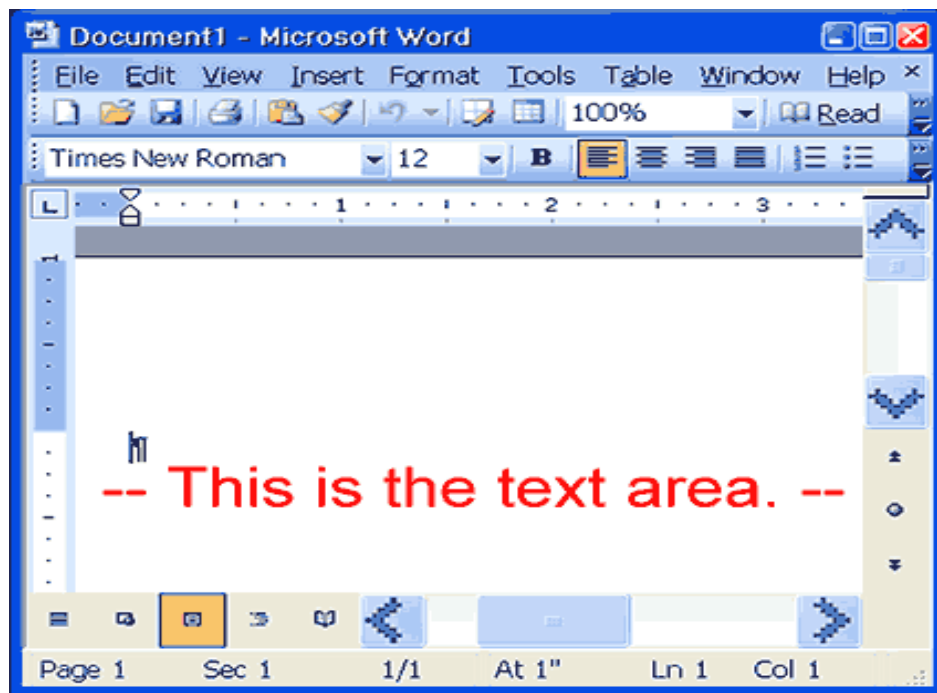 Document1 - Microsoft Word
File Edit View Insert Format Tools Table Window Help
100% Read
Times New Roman 12 B
L 1 2 3
1
¶
-- This is the text area. --
Page 1 Sec 1 1/1 At 1" Ln 1 Col 1